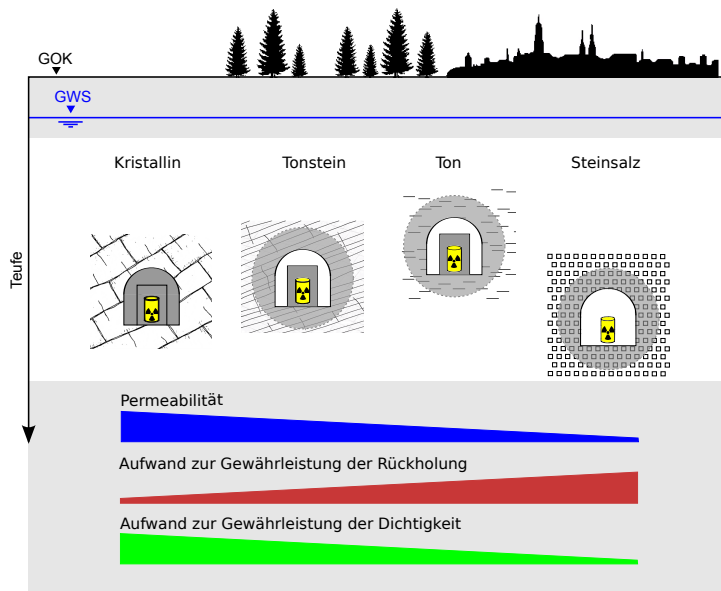 GOK
GWS
Kristallin Tonstein Ton Steinsalz
Teufe
Permeabilität
Aufwand zur Gewährleistung der Rückholung
Aufwand zur Gewährleistung der Dichtigkeit